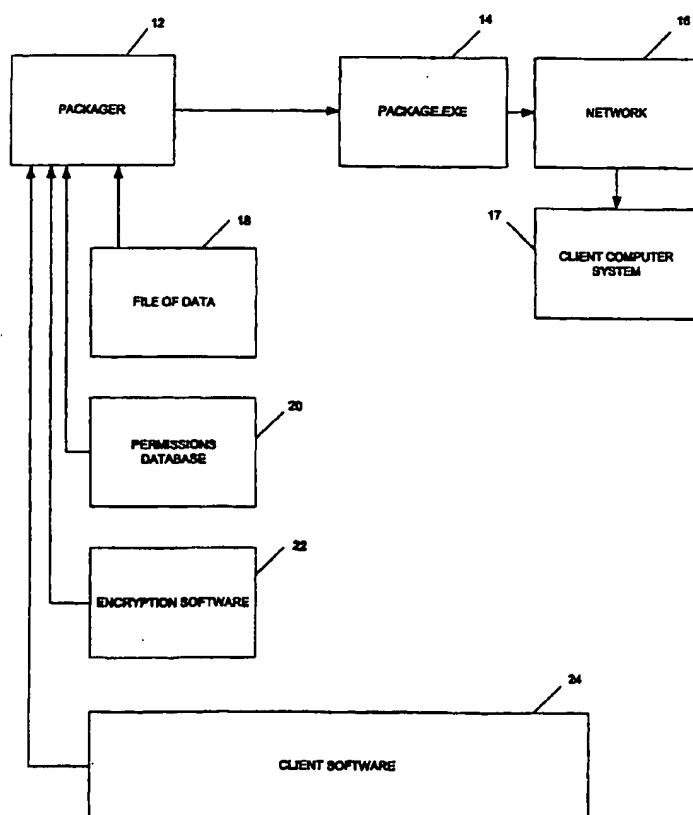 12
14
16
PACKAGER
PACKAGE.EXE
NETWORK
18
17
FILE OF DATA
CLIENT COMPUTER
SYSTEM
20
PERMISSIONS
DATABASE
22
ENCRYPTION SOFTWARE
24
CLIENT SOFTWARE